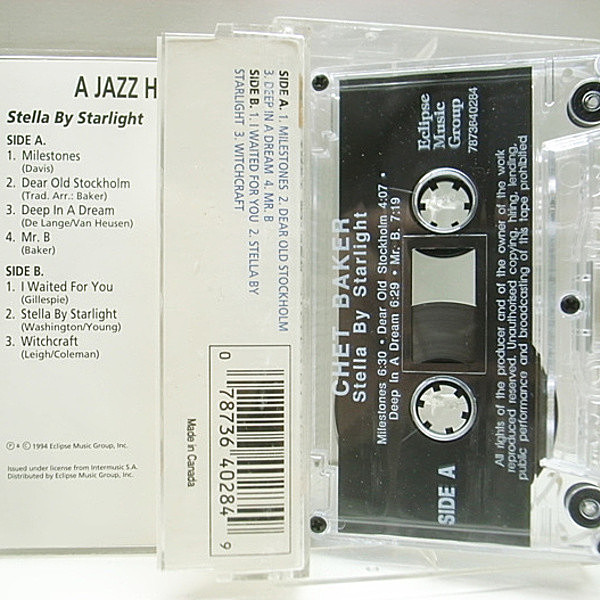 A JAZZ H
Stella By Starlight
SIDE A.
1. Milestones
(Davis)
2. Dear Old Stockholm
(Trad. Arr.: Baker)
3. Deep In A Dream
(De Lange/Van Heusen)
4. Mr. B
(Baker)
SIDE B.
1. I Waited For You
(Gillespie)
2. Stella By Starlight
(Washington/Young)
3. Witchcraft
(Leigh/Coleman)
℗ & © 1994 Eclipse Music Group, Inc.
Issued under license from Intermusic S.A.
Distributed by Eclipse Music Group, Inc.
SIDE A. 1. MILESTONES 2. DEAR OLD STOCKHOLM
3. DEEP IN A DREAM 4. MR. B
SIDE B. 1. I WAITED FOR YOU 2. STELLA BY
STARLIGHT 3. WITCHCRAFT
Made in Canada
0 78736 40284 9
CHET BAKER
Stella By Starlight
Milestones 6:30 • Dear Old Stockholm 4:07 •
Deep In A Dream 6:29 • Mr. B. 7:19
SIDE A
Eclipse
Music
Group
7873640284
All rights of the producer and of the owner of the work
reproduced reserved. Unauthorised copying, hiring, lending,
public performance and broadcasting of this tape prohibited